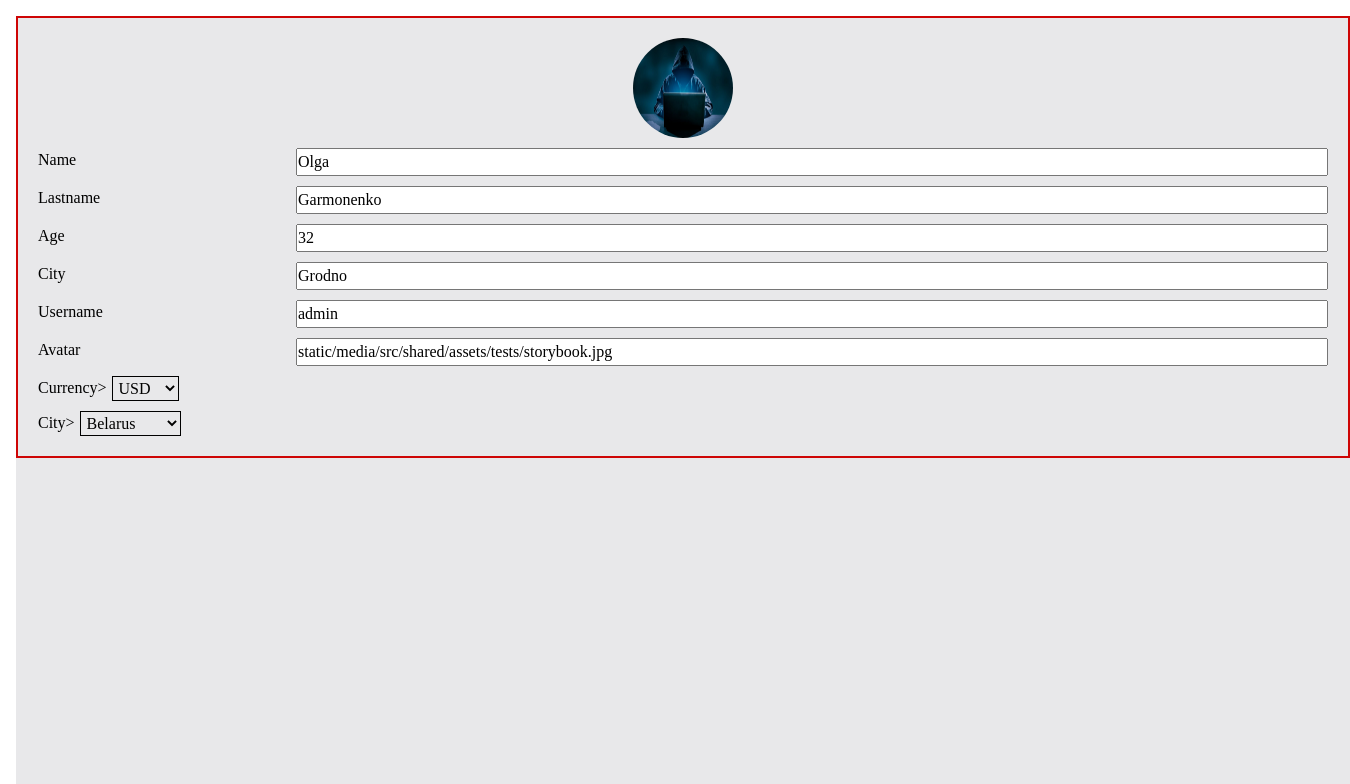 Name Olga
Lastname Garmonenko
Age 32
City Grodno
Username admin
Avatar static/media/src/shared/assets/tests/storybook.jpg
Currency> USD
City> Belarus